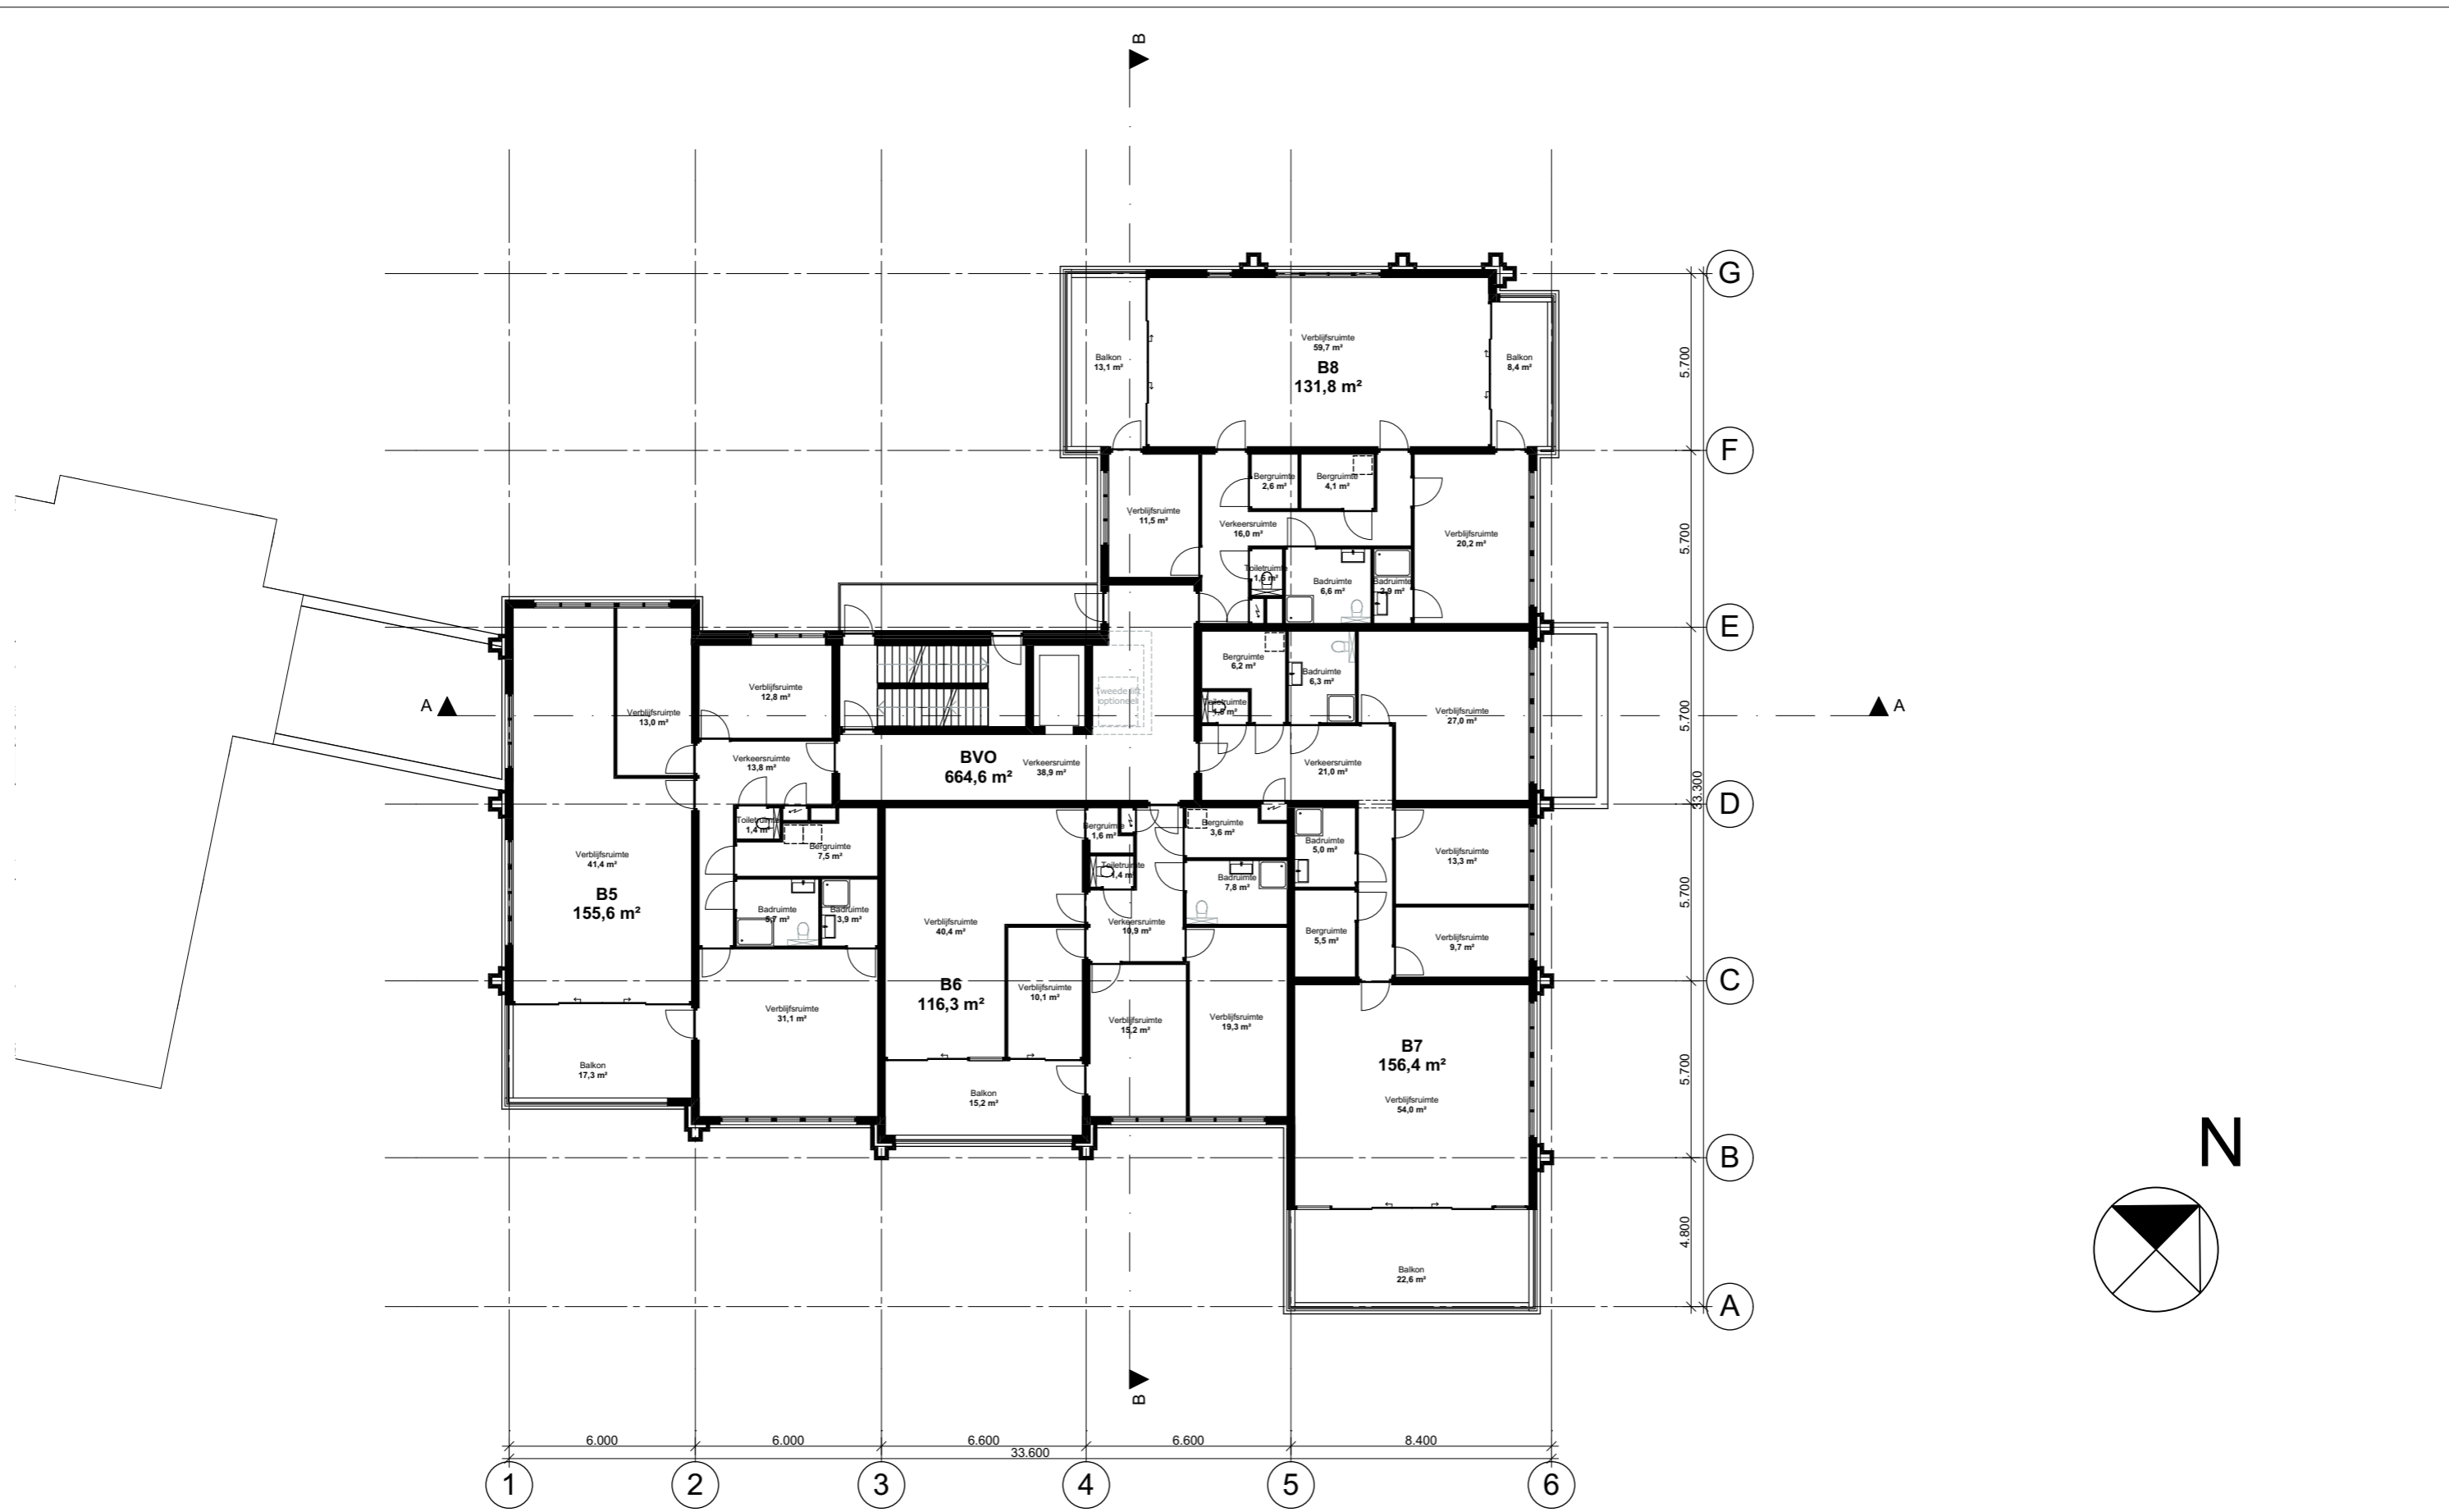 B
G
Verblijfsruimte
59,7 m²
B8
131,8 m²
Balkon
13,1 m²
Balkon
8,4 m²
5.700
F
Bergruimte
2,6 m²
Bergruimte
4,1 m²
Verblijfsruimte
11,5 m²
Verkeersruimte
16,0 m²
Verblijfsruimte
20,2 m²
5.700
Toiletruimte
Badruimte
6,6 m²
Badruimte
E
Bergruimte
6,2 m²
Badruimte
6,3 m²
Verblijfsruimte
12,8 m²
Tweede lift
optioneel
A
Verblijfsruimte
13,0 m²
Verblijfsruimte
27,0 m²
5.700
A
Verkeersruimte
13,8 m²
BVO
664,6 m²
Verkeersruimte
38,9 m²
Verkeersruimte
21,0 m²
33.300
D
Toiletruimte
1,4 m²
Bergruimte
7,5 m²
Bergruimte
1,6 m²
Bergruimte
3,6 m²
Badruimte
5,0 m²
Verblijfsruimte
13,3 m²
Verblijfsruimte
41,4 m²
B5
155,6 m²
Toiletruimte
1,4 m²
Badruimte
7,8 m²
5.700
Badruimte
5,7 m²
Badruimte
3,9 m²
Verblijfsruimte
40,4 m²
Verkeersruimte
10,9 m²
Bergruimte
5,5 m²
Verblijfsruimte
9,7 m²
C
B6
116,3 m²
Verblijfsruimte
10,1 m²
Verblijfsruimte
31,1 m²
Verblijfsruimte
15,2 m²
Verblijfsruimte
19,3 m²
B7
156,4 m²
5.700
Balkon
17,3 m²
Balkon
15,2 m²
Verblijfsruimte
54,0 m²
N
B
4.800
Balkon
22,6 m²
A
B
6.000
6.000
6.600
6.600
8.400
33.600
1
2
3
4
5
6